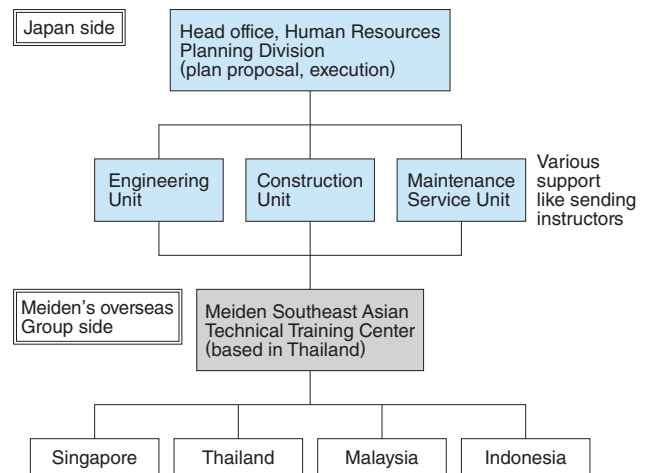 Japan side
Head office, Human Resources
Planning Division
(plan proposal, execution)
Engineering
Unit
Construction
Unit
Maintenance
Service Unit
Various
support
like sending
instructors
Meiden's overseas
Group side
Meiden Southeast Asian
Technical Training Center
(based in Thailand)
Singapore
Thailand
Malaysia
Indonesia